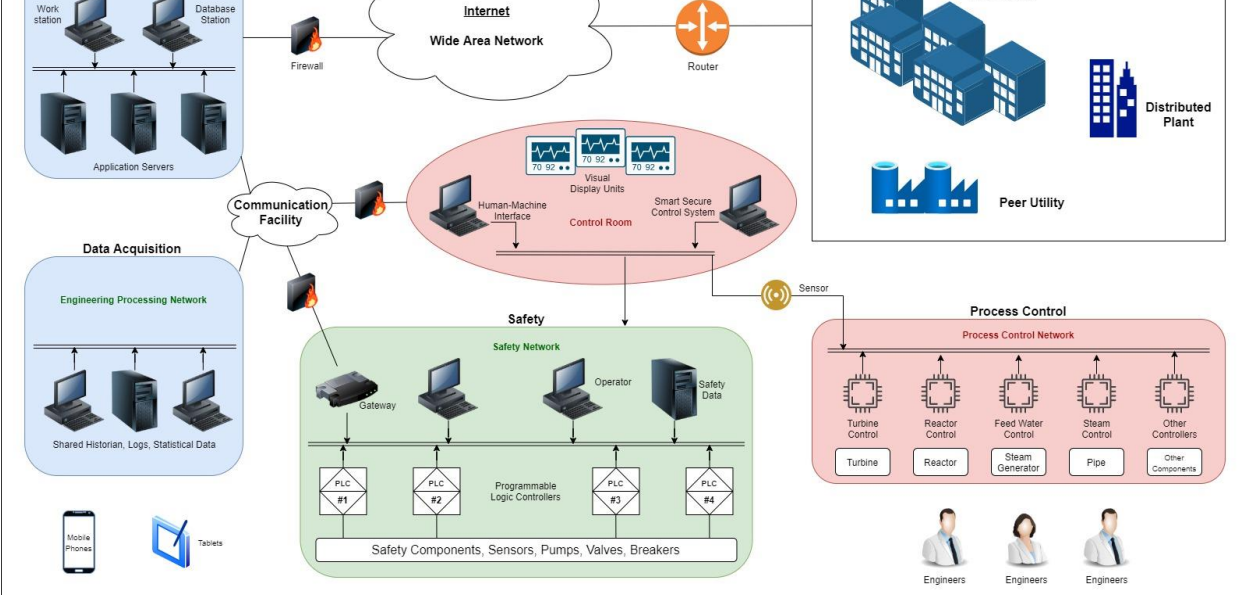 Work
station
Database
Station
Internet
Wide Area Network
Firewall
Router
Application Servers
Distributed
Plant
Peer Utility
70 92
70 92
70 92
Visual
Display Units
Human-Machine
Interface
Smart Secure
Control System
Control Room
Communication
Facility
Data Acquisition
Engineering Processing Network
Shared Historian, Logs, Statistical Data
Sensor
Safety
Safety Network
Gateway
Operator
Safety
Data
PLC
#1
PLC
#2
Programmable
Logic Controllers
PLC
#3
PLC
#4
Safety Components, Sensors, Pumps, Valves, Breakers
Process Control
Process Control Network
Turbine
Control
Reactor
Control
Feed Water
Control
Steam
Control
Other
Controllers
Turbine
Reactor
Steam
Generator
Pipe
Other
Components
Mobile
Phones
Tablets
Engineers
Engineers
Engineers